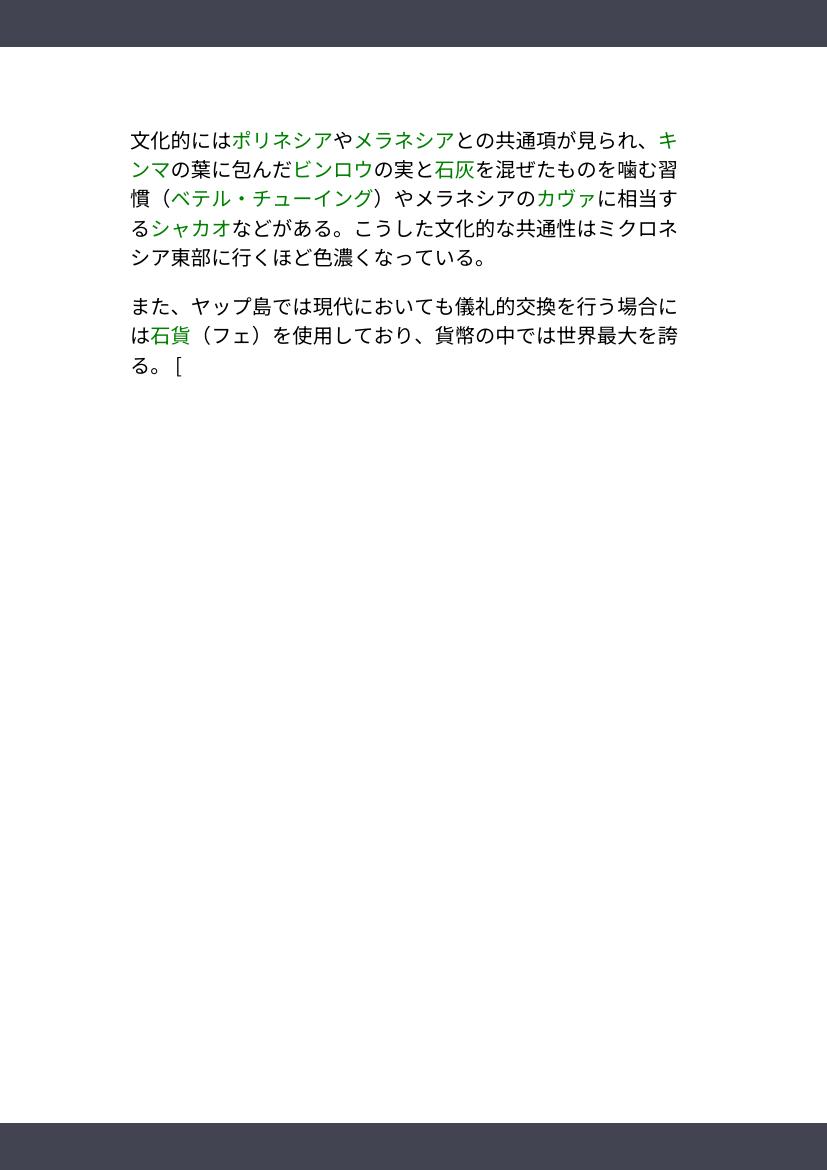 文化的にはポリネシアやメラネシアとの共通項が見られ、キ
ンマの葉に包んだビンロウの実と石灰を混ぜたものを噛む習
慣（ベテル・チューイング）やメラネシアのカヴァに相当す
るシャカオなどがある。こうした文化的な共通性はミクロネ
シア東部に行くほど色濃くなっている。
また、ヤップ島では現代においても儀礼的交換を行う場合に
は石貨（フェ）を使用しており、貨幣の中では世界最大を誇
る。 [